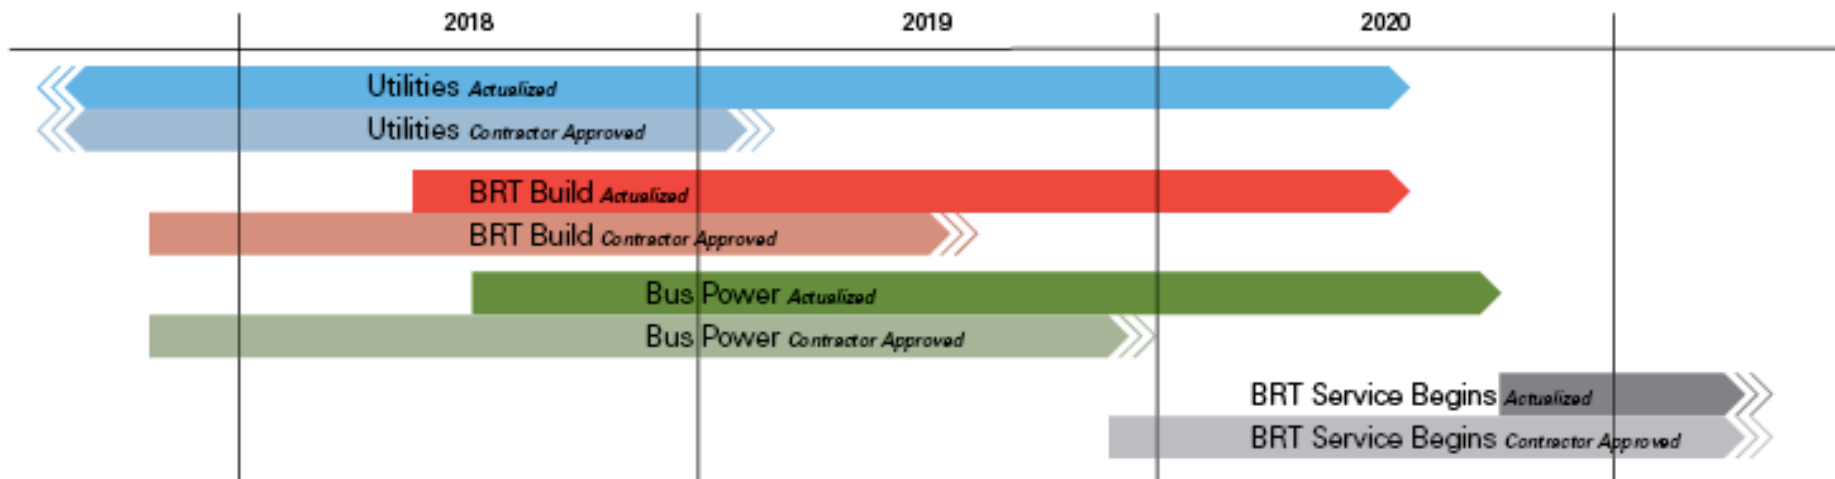 2018 2019 2020
Utilities Actualized
Utilities Contractor Approved
BRT Build Actualized
BRT Build Contractor Approved
Bus Power Actualized
Bus Power Contractor Approved
BRT Service Begins Actualized
BRT Service Begins Contractor Approved